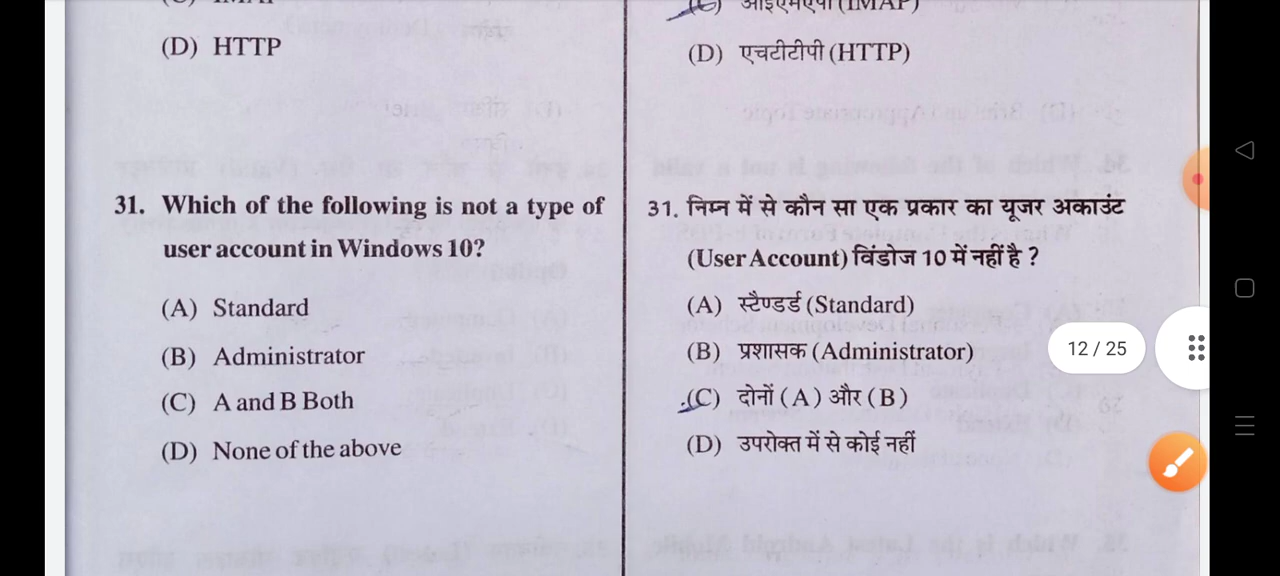 (D) HTTP
31. Which of the following is not a type of
user account in Windows 10?
(A) Standard
(B) Administrator
(C) A and B Both
(D) None of the above
(IMAP)
(D) एचटीटीपी (HTTP)
31. निम्न में से कौन सा एक प्रकार का यूजर अकाउंट
(User Account) विंडोज 10 में नहीं है ?
(A) स्टैण्डर्ड (Standard)
(B) प्रशासक (Administrator)
(C) दोनों (A) और (B)
(D) उपरोक्त में से कोई नहीं
12 / 25